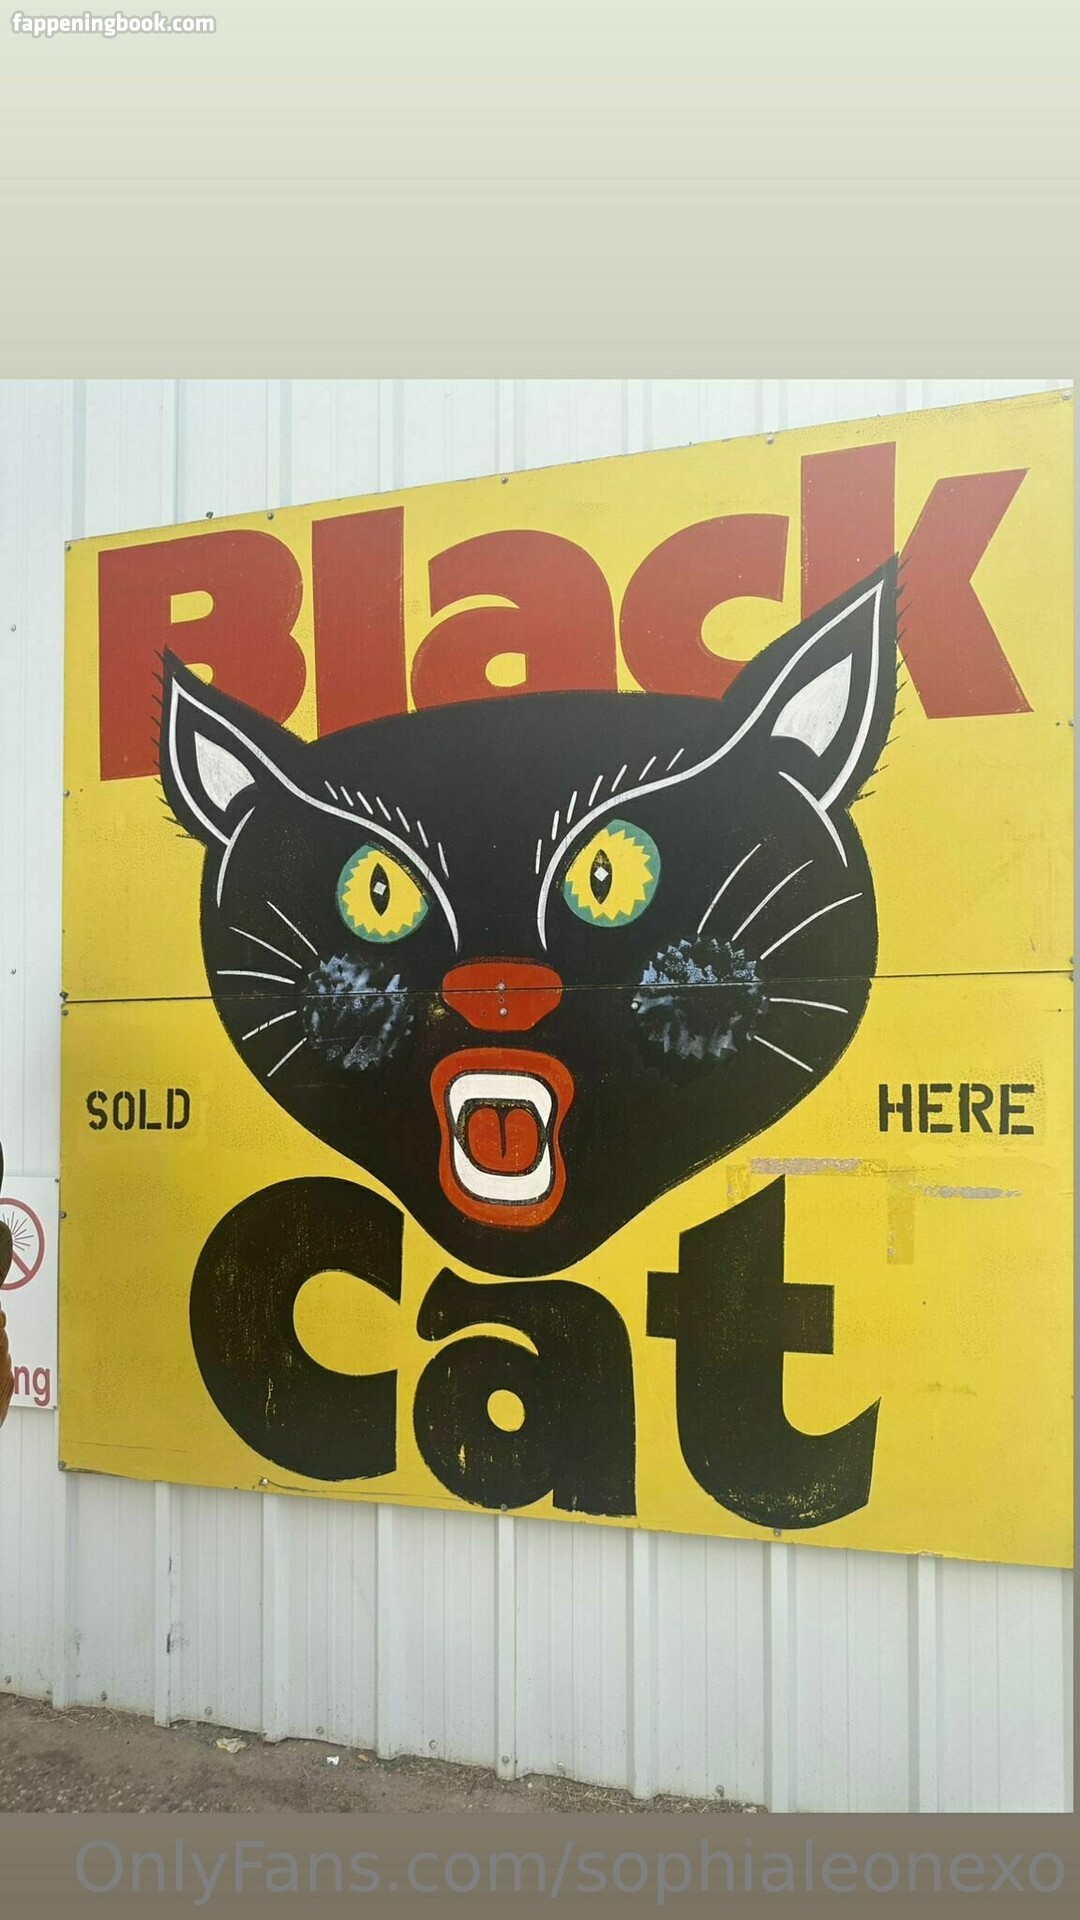 fappeningbook.com
Black
SOLD HERE
ng
Cat
OnlyFans.com/sophialeonexo